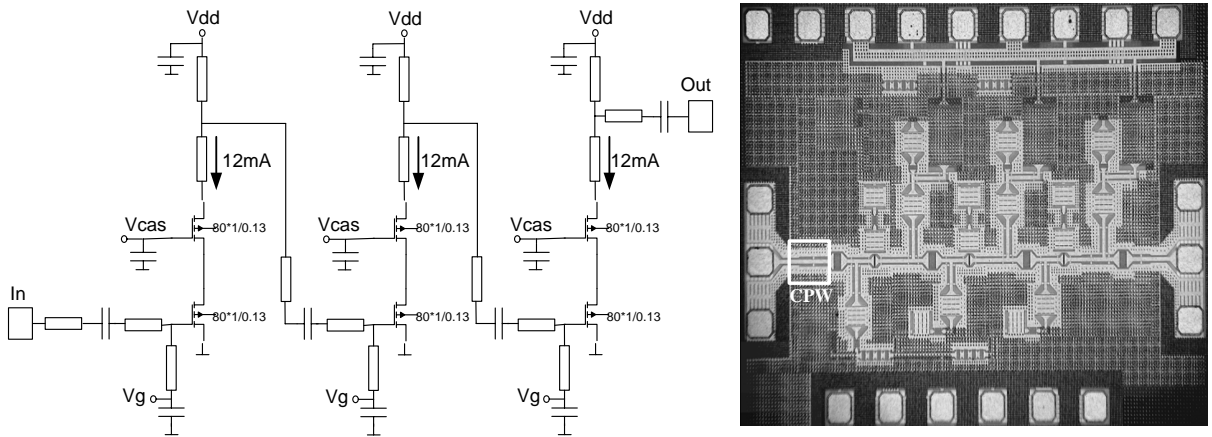 Vdd
Vdd
Vdd
Out
12mA
12mA
12mA
Vcas
80*1/0.13
Vcas
80*1/0.13
Vcas
80*1/0.13
In
80*1/0.13
80*1/0.13
80*1/0.13
Vg
Vg
Vg
CPW